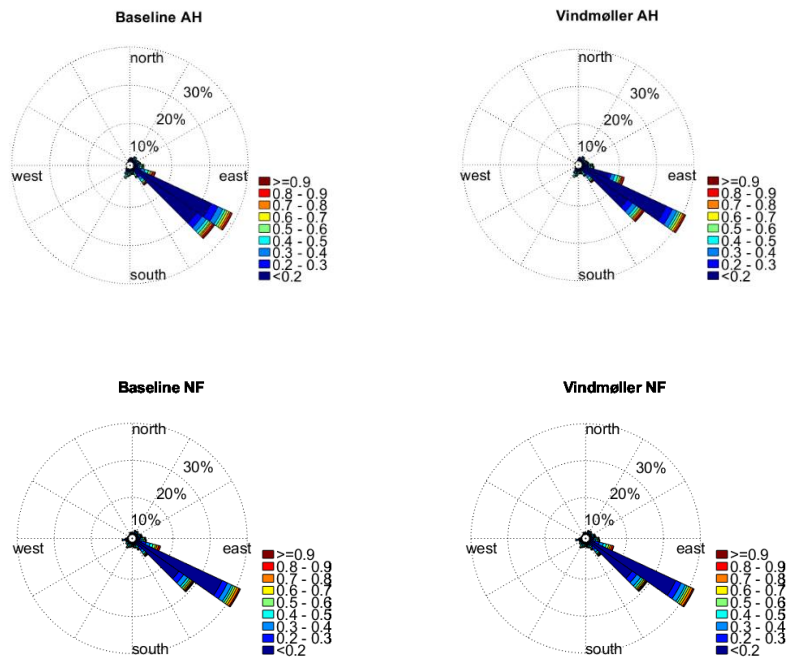 Baseline AH
north
30%
20%
10%
west
east
south
>=0.9
0.8 - 0.9
0.7 - 0.8
0.6 - 0.7
0.5 - 0.6
0.4 - 0.5
0.3 - 0.4
0.2 - 0.3
<0.2
Vindmøller AH
north
30%
20%
10%
west
east
south
>=0.9
0.8 - 0.9
0.7 - 0.8
0.6 - 0.7
0.5 - 0.6
0.4 - 0.5
0.3 - 0.4
0.2 - 0.3
<0.2
Baseline NF
north
30%
20%
10%
west
east
south
>=0.9
0.8 - 0.9
0.7 - 0.8
0.6 - 0.7
0.5 - 0.6
0.4 - 0.5
0.3 - 0.4
0.2 - 0.3
<0.2
Vindmøller NF
north
30%
20%
10%
west
east
south
>=0.9
0.8 - 0.9
0.7 - 0.8
0.6 - 0.7
0.5 - 0.6
0.4 - 0.5
0.3 - 0.4
0.2 - 0.3
<0.2